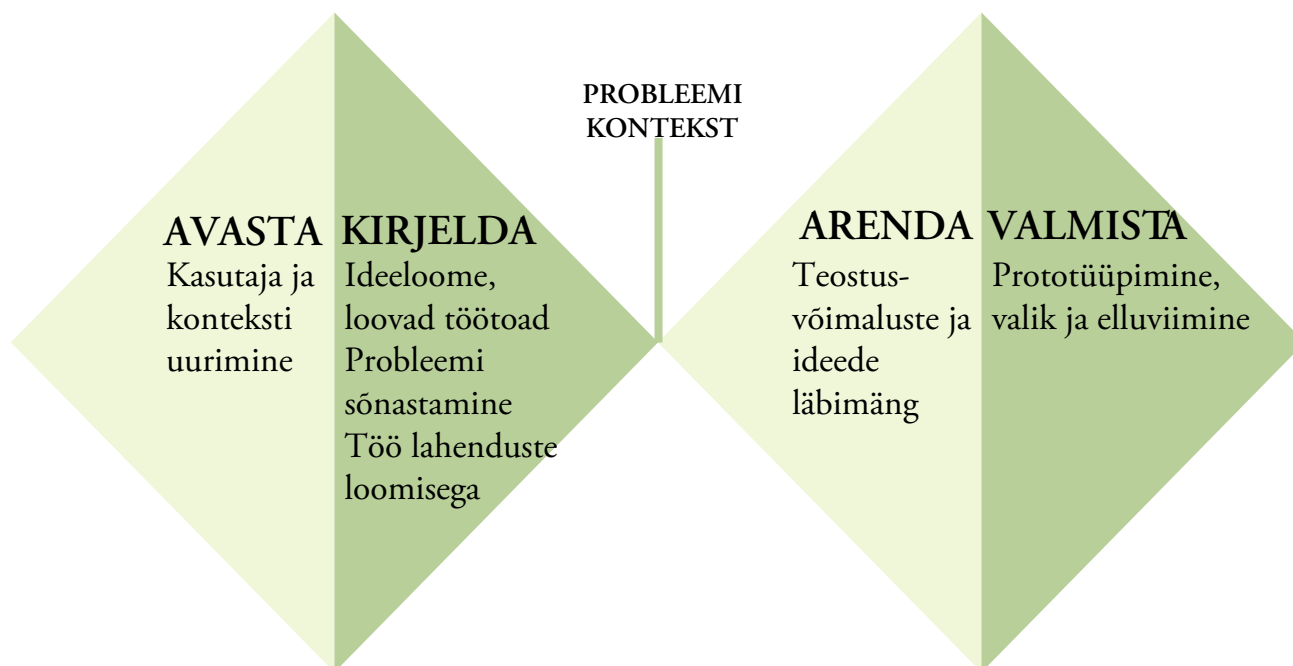 PROBLEEMI
KONTEKST
AVASTA
Kasutaja ja
konteksti
uurimine
KIRJELDA
Ideeloome,
loovad töötoad
Probleemi
sõnastamine
Töö lahenduste
loomisega
ARENDA
Teostus-
võimaluste ja
ideede
läbimäng
VALMISTA
Prototüüpimine,
valik ja elluviimine